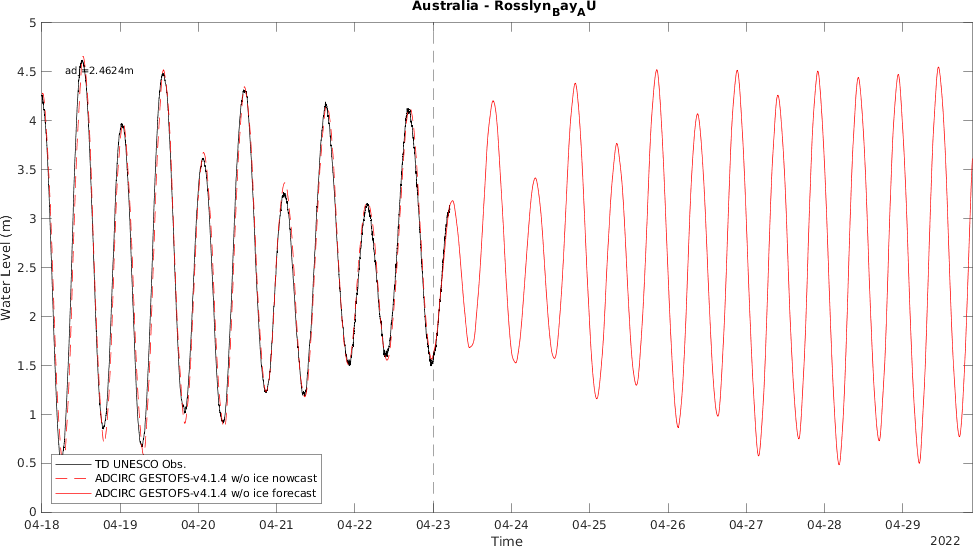 Australia - Rosslyn_Bay_AU
adj=2.4624m
Water Level (m)
5
4.5
4
3.5
3
2.5
2
1.5
1
0.5
0
TD UNESCO Obs.
ADCIRC GESTOFS-v4.1.4 w/o ice nowcast
ADCIRC GESTOFS-v4.1.4 w/o ice forecast
04-18 04-19 04-20 04-21 04-22 04-23 04-24 04-25 04-26 04-27 04-28 04-29
Time
2022